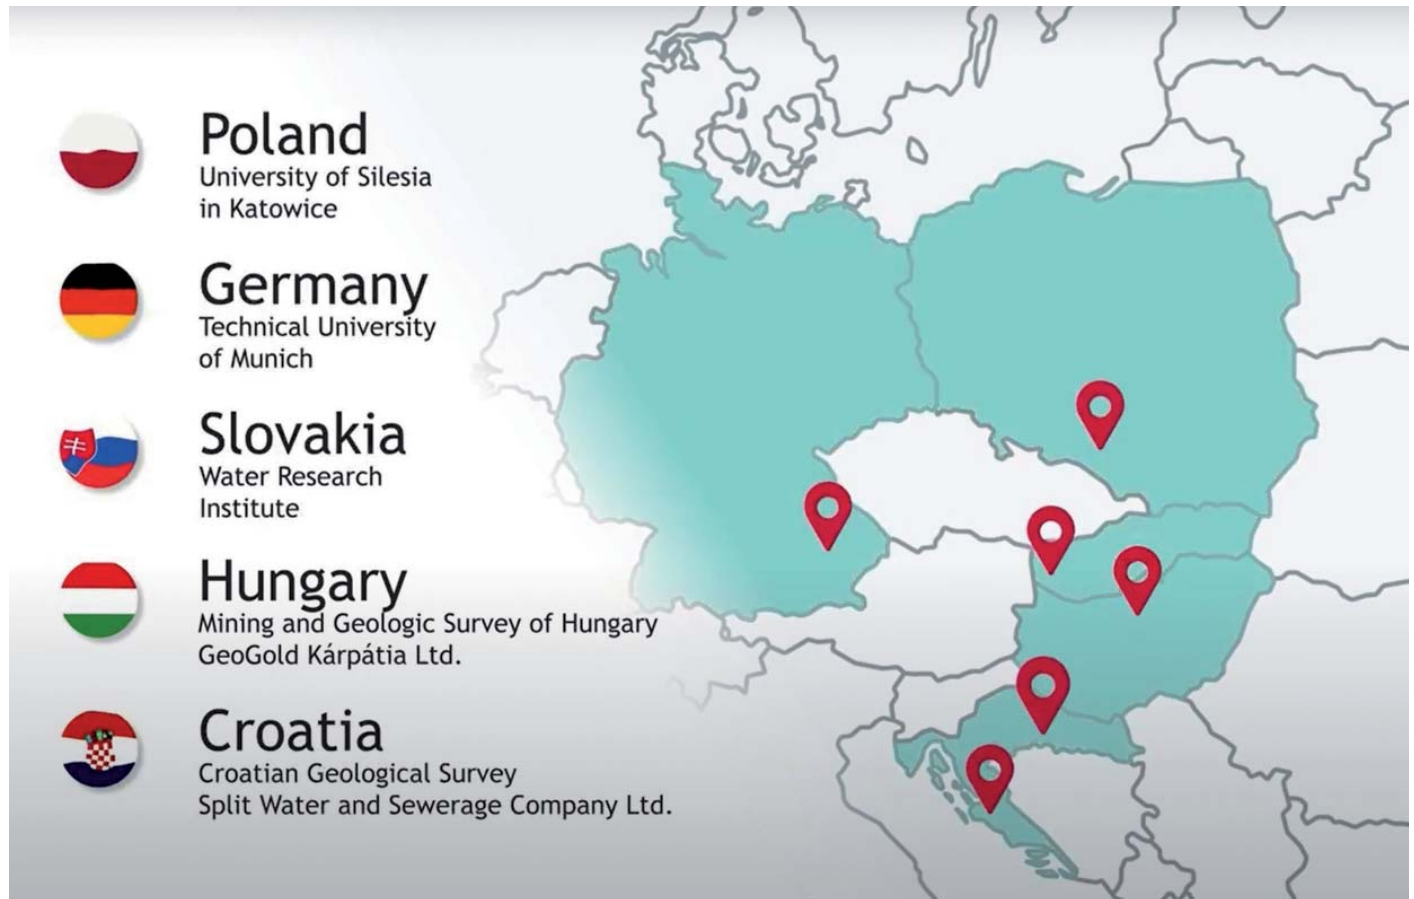 Poland
University of Silesia
in Katowice
Germany
Technical University
of Munich
Slovakia
Water Research
Institute
Hungary
Mining and Geologic Survey of Hungary
GeoGold Kárpátia Ltd.
Croatia
Croatian Geological Survey
Split Water and Sewerage Company Ltd.